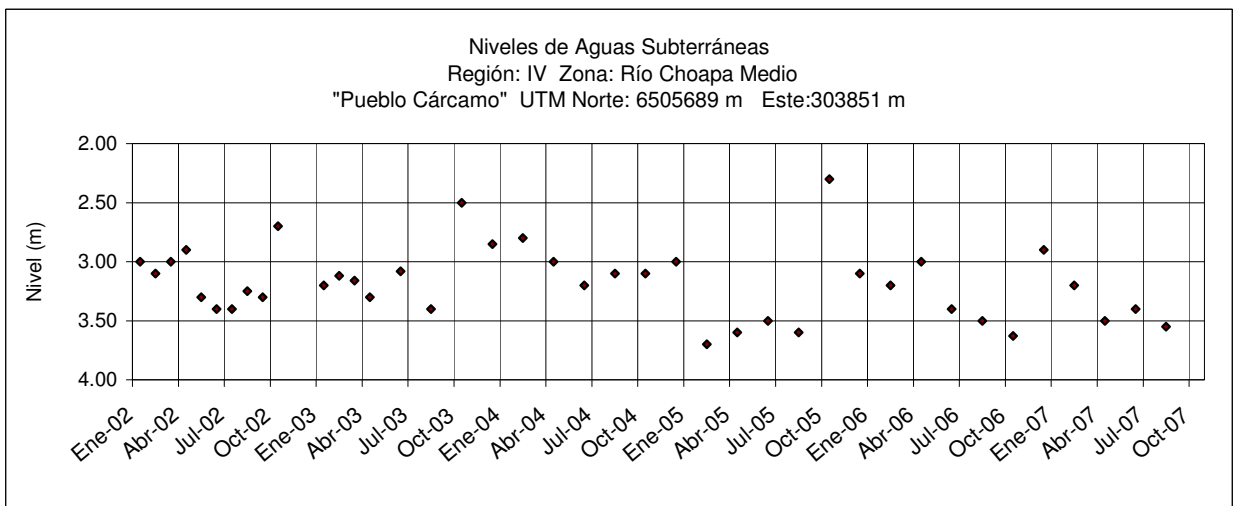 Niveles de Aguas Subterráneas
Región: IV Zona: Río Choapa Medio
"Pueblo Cárcamo" UTM Norte: 6505689 m Este:303851 m
Nivel (m)
2.00
2.50
3.00
3.50
4.00
Ene-02
Abr-02
Jul-02
Oct-02
Ene-03
Abr-03
Jul-03
Oct-03
Ene-04
Abr-04
Jul-04
Oct-04
Ene-05
Abr-05
Jul-05
Oct-05
Ene-06
Abr-06
Jul-06
Oct-06
Ene-07
Abr-07
Jul-07
Oct-07